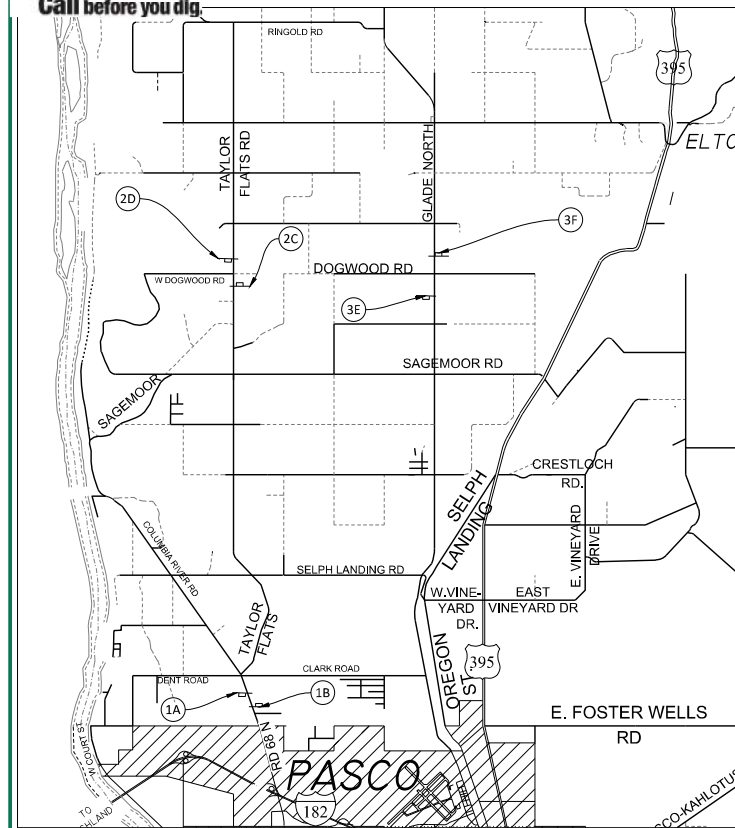 Call before you dig.
RINGOLD RD
395
ELTO
TAYLOR
FLATS RD
GLADE NORTH
2D
2C
3F
DOGWOOD RD
W DOGWOOD RD
3E
SAGEMOOR RD
SAGEMOOR
CRESTLOCH
RD.
SELPH
LANDING
E. VINEYARD
DRIVE
COLUMBIA RIVER RD
SELPH LANDING RD
W.VINE-
YARD
DR.
EAST
VINEYARD DR
TAYLOR
FLATS
OREGON
ST.
395
CLARK ROAD
DENT ROAD
1A
1B
E. FOSTER WELLS
RD
RD 68 N
W COURT ST.
PASCO
182
TO
HLAND
SCO-KAHLOTUS